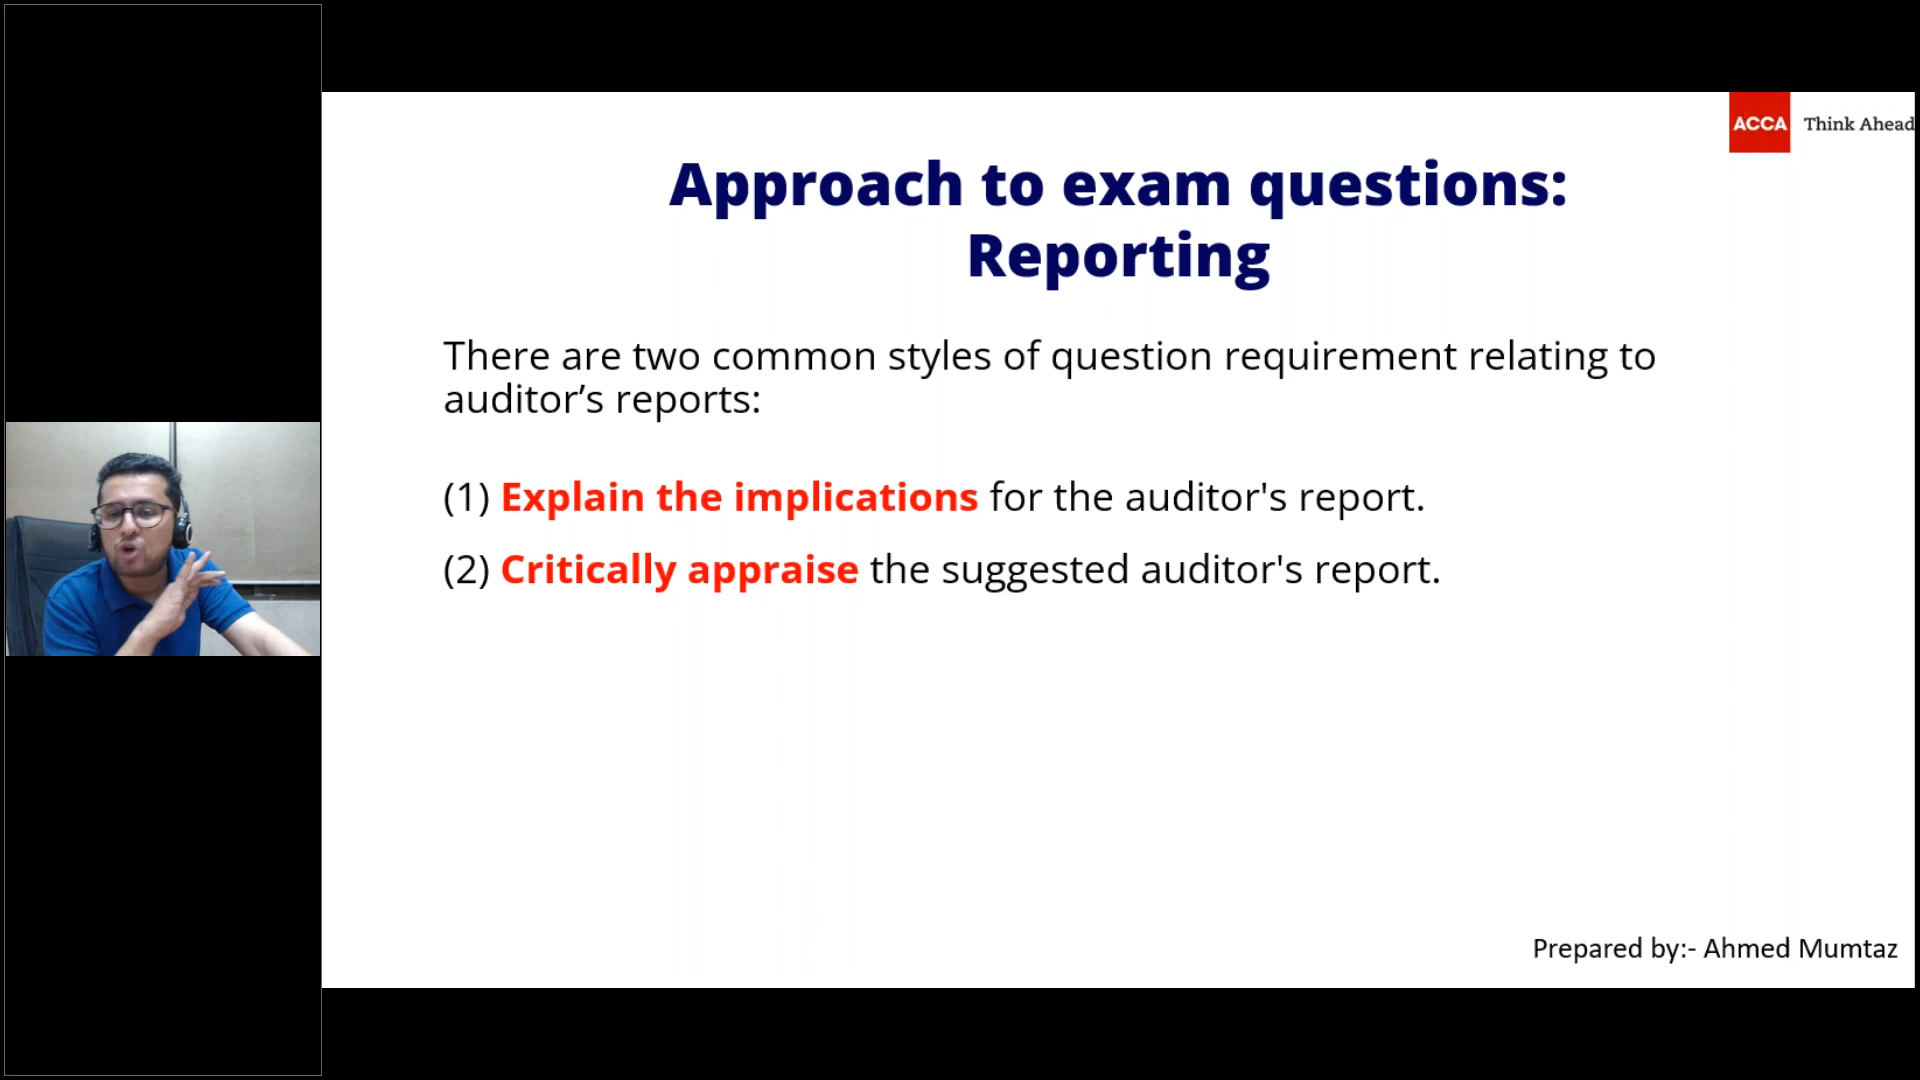 ACCA Think Ahead
Approach to exam questions:
Reporting
There are two common styles of question requirement relating to
auditor’s reports:
(1) Explain the implications for the auditor's report.
(2) Critically appraise the suggested auditor's report.
Prepared by:- Ahmed Mumtaz